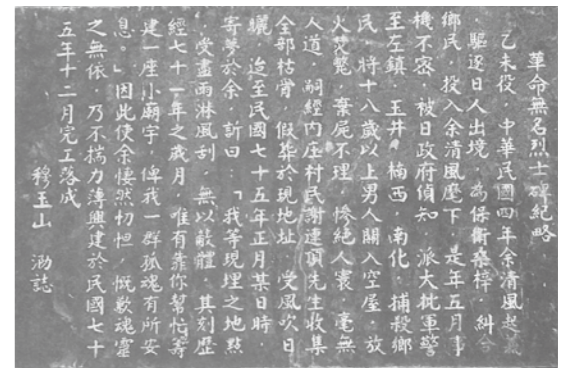 革命無名烈士碑紀略
乙未役，中華民國四年余清風起義
，驅逐日人出境，為保衛桑梓，糾合
鄉民，投入余清風麾下，是年五月事
機不密，被日政府偵知，派大批軍警
至左鎮，玉井，楠西，南化，捕殺鄉
民，將十八歲以上男人關入空屋，放
火焚斃，棄屍不理，慘絕人寰，毫無
人道，嗣經內庄村民謝連頂先生收集
全部枯骨，假葬於現地址，受風吹日
曬，迨至民國七十五年正月某日時，
寄夢於余，訴曰：「我等現埋之地點
，受盡雨淋風刮，無以蔽體，其刻歷
經七十一年之歲月，唯有靠你幫忙籌
建一座小廟宇，俾我一群孤魂有所安
息。」因此使余悽然切怛，慨歎魂靈
之無依，乃不揣力薄興建於民國七十
五年十二月完工落成
穆玉山　泐誌